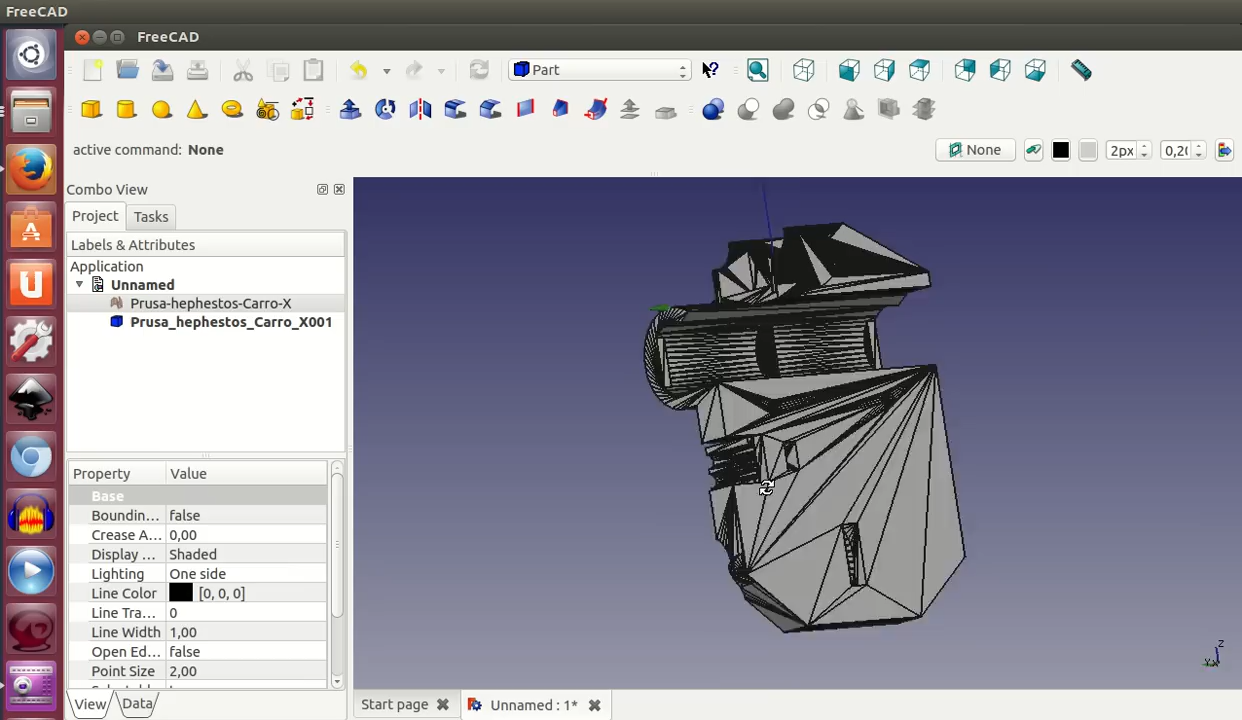 FreeCAD
FreeCAD
Part
active command: None
None
2px
0,2(
Combo View
Project
Tasks
Labels & Attributes
Application
Unnamed
Prusa-hephestos-Carro-X
Prusa_hephestos_Carro_X001
Property Value
Base
Boundin... false
Crease A... 0,00
Display ... Shaded
Lighting One side
Line Color [0, 0, 0]
Line Tra... 0
Line Width 1,00
Open Ed... false
Point Size 2,00
View Data
Start page
Unnamed : 1*
z